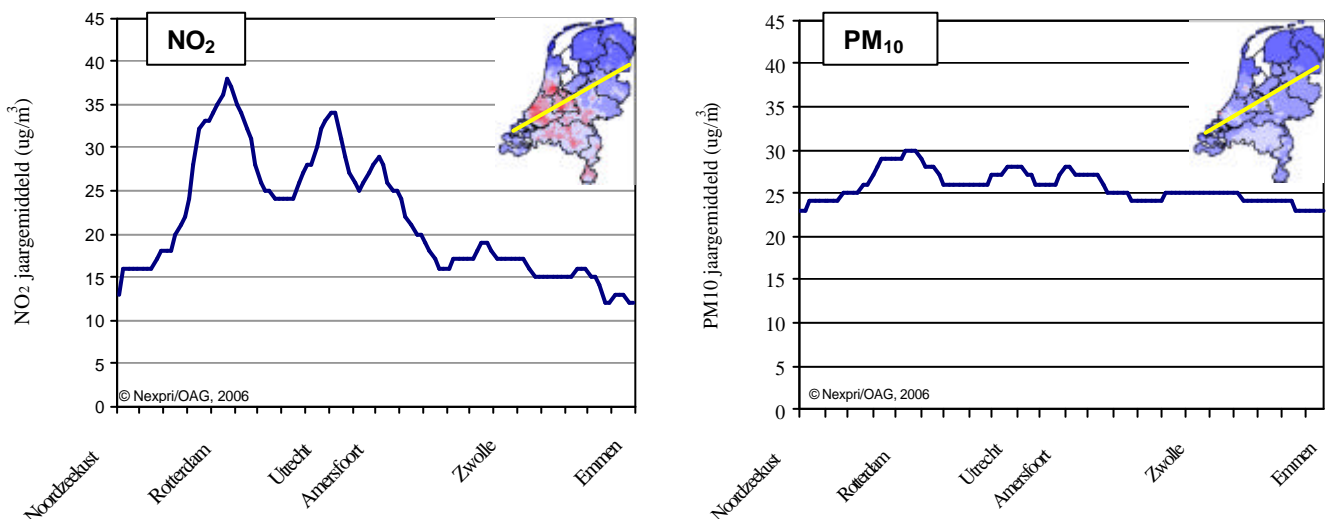 NO2
NO2 jaargemiddeld (ug/m3)
45
40
35
30
25
20
15
10
5
0
© Nexpri/OAG, 2006
Noordzeekust
Rotterdam
Utrecht
Amersfoort
Zwolle
Emmen
PM10
PM10 jaargemiddeld (ug/m3)
45
40
35
30
25
20
15
10
5
0
© Nexpri/OAG, 2006
Noordzeekust
Rotterdam
Utrecht
Amersfoort
Zwolle
Emmen